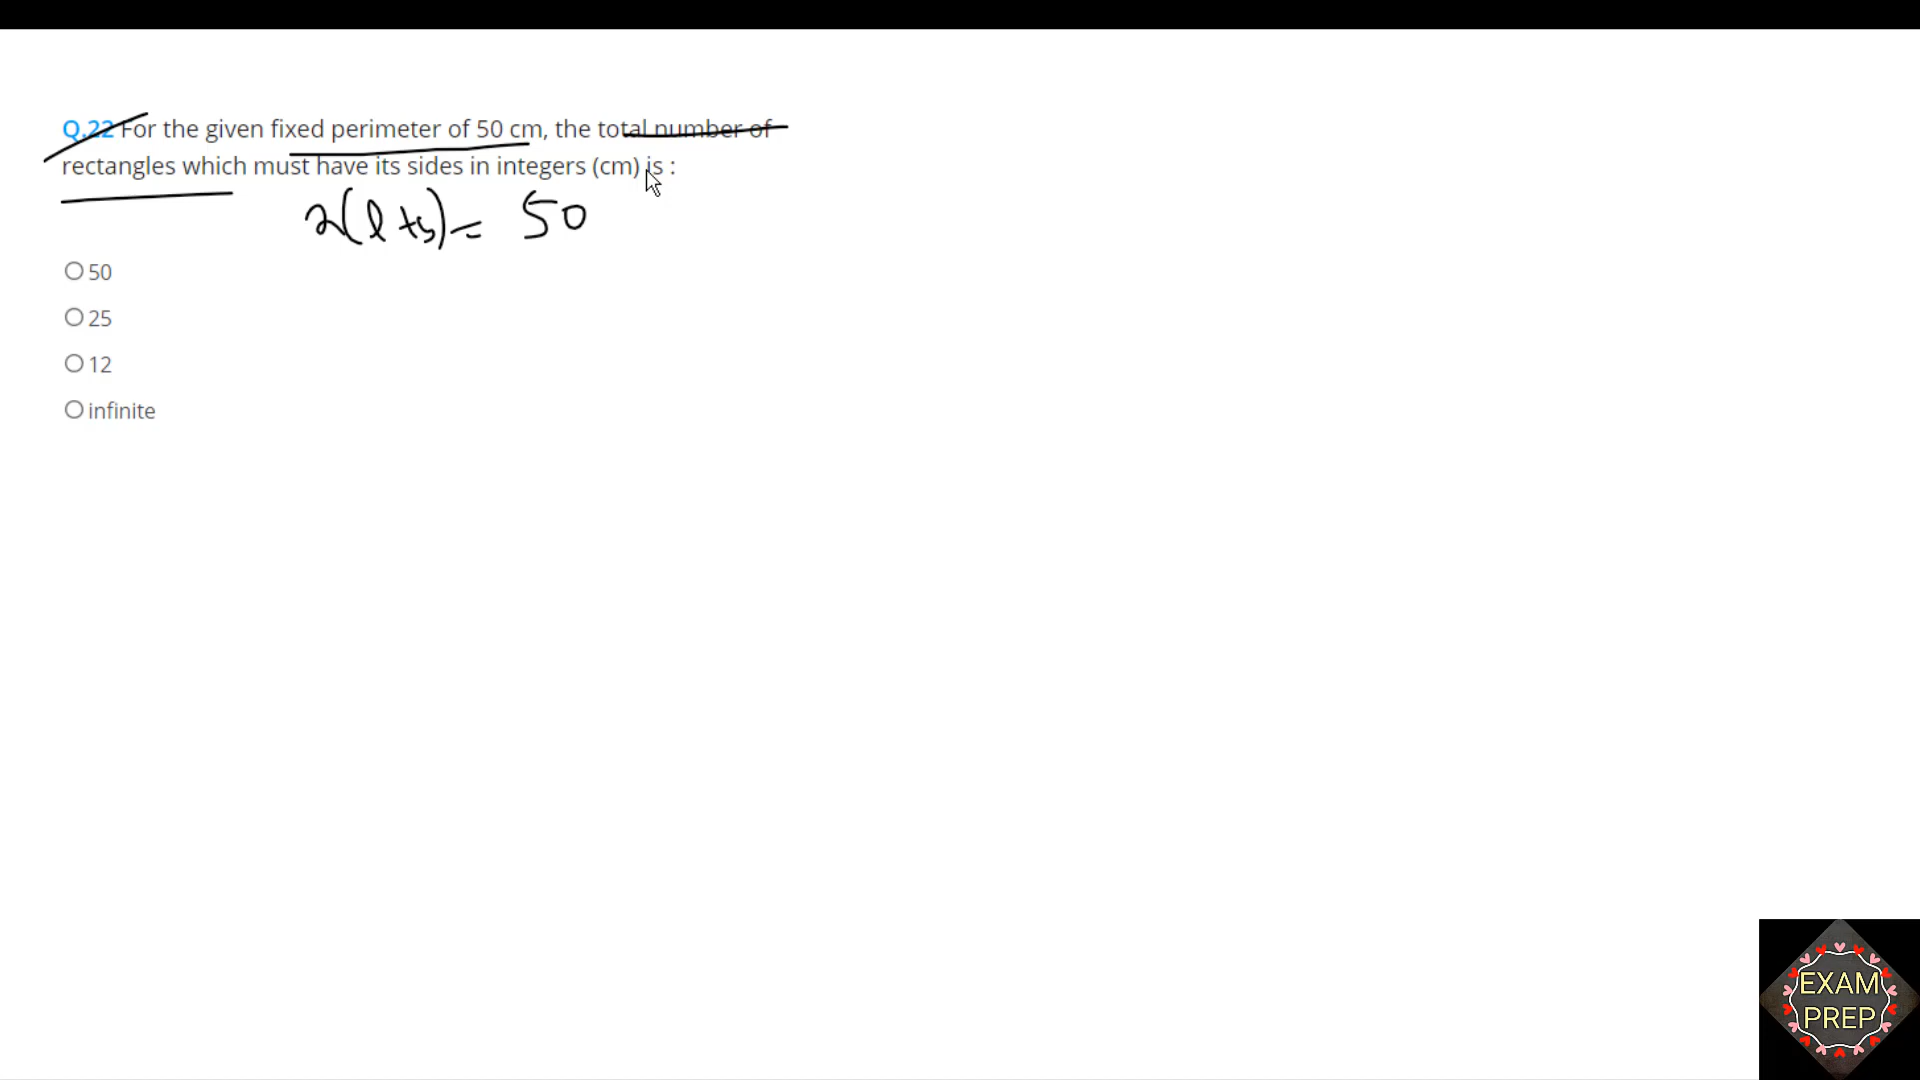 Q.22 For the given fixed perimeter of 50 cm, the total number of
rectangles which must have its sides in integers (cm) is :
2(l+b)= 50
50
25
12
infinite
EXAM
PREP